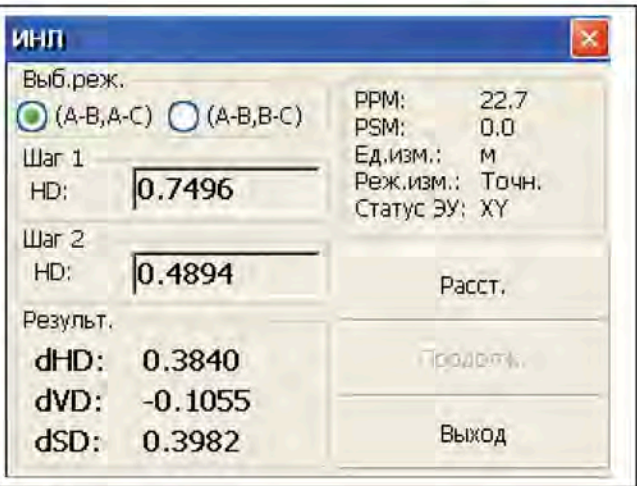 ИНЛ
Выб.реж.
(A-B,A-C) (A-B,B-C)
Шаг 1
HD: 0.7496
Шаг 2
HD: 0.4894
Результ.
dHD: 0.3840
dVD: -0.1055
dSD: 0.3982
PPM: 22.7
PSM: 0.0
Ед.изм.: м
Реж.изм.: Точн.
Статус ЭУ: XY
Расст.
Продолж.
Выход